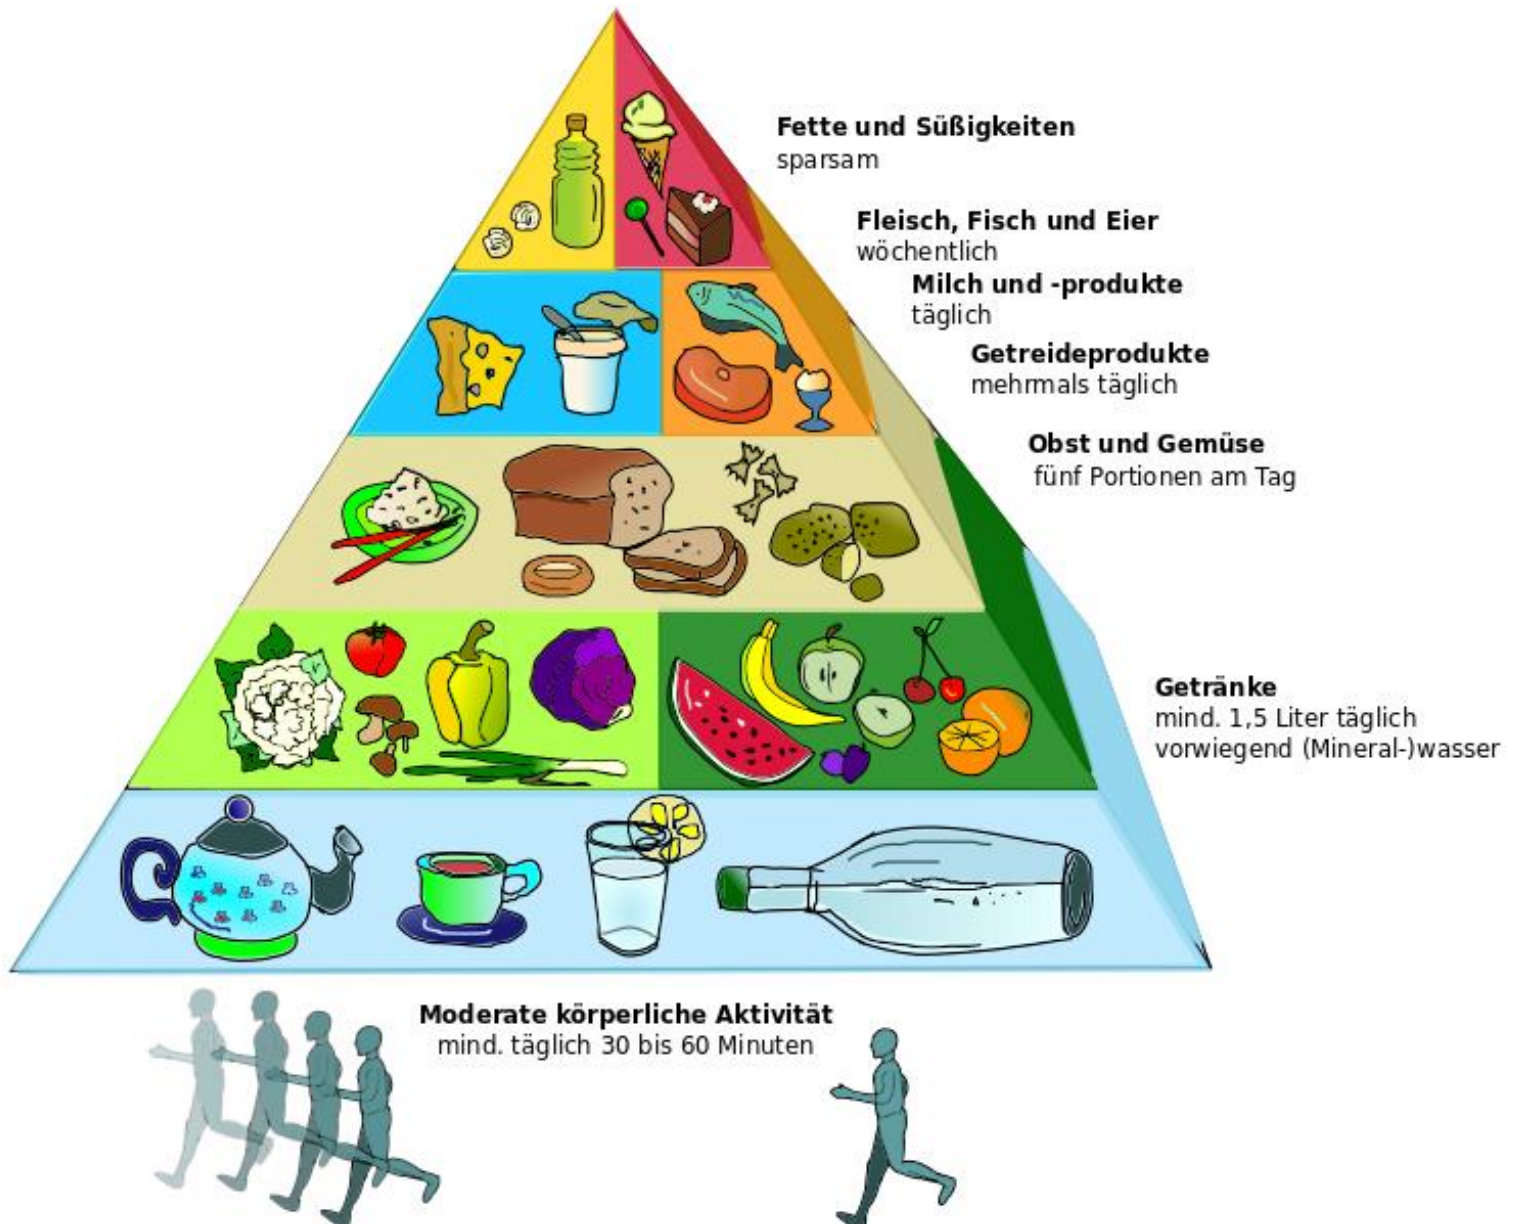 Fette und Süßigkeiten
sparsam
Fleisch, Fisch und Eier
wöchentlich
Milch und -produkte
täglich
Getreideprodukte
mehrmals täglich
Obst und Gemüse
fünf Portionen am Tag
Getränke
mind. 1,5 Liter täglich
vorwiegend (Mineral-)wasser
Moderate körperliche Aktivität
mind. täglich 30 bis 60 Minuten